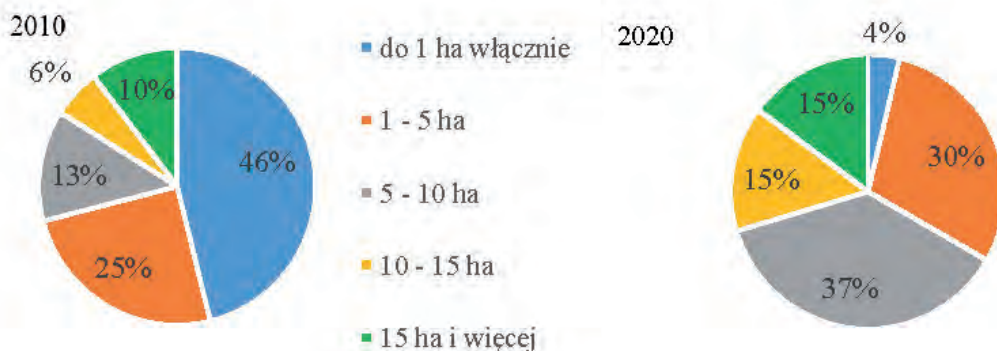 2010
6%
10%
46%
13%
25%
do 1 ha włącznie
1 - 5 ha
5 - 10 ha
10 - 15 ha
15 ha i więcej
2020
4%
15%
30%
15%
37%